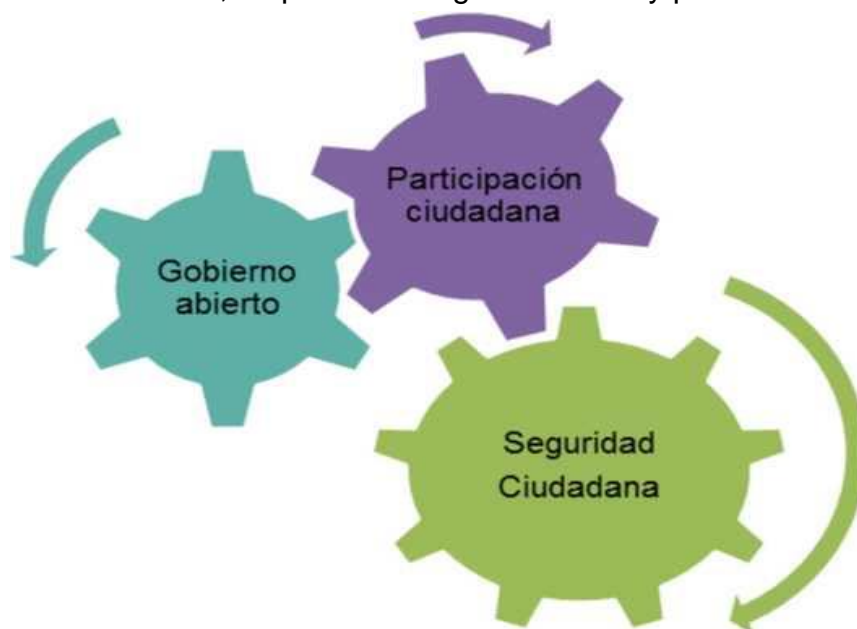 Participación
ciudadana
Gobierno
abierto
Seguridad
Ciudadana